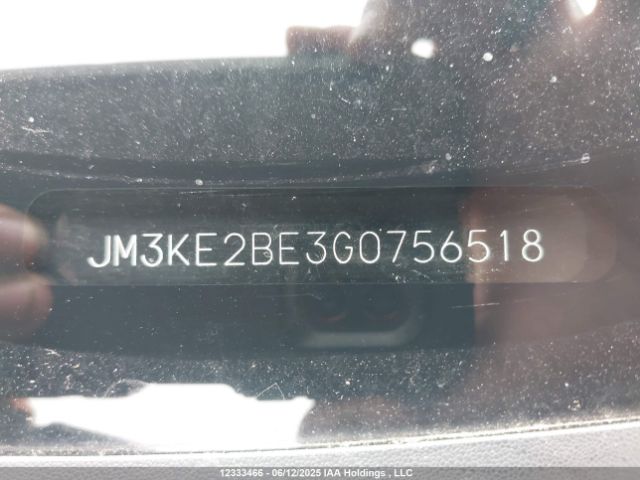 JM3KE2BE3G0756518
12333466 - 06/12/2025 IAA Holdings , LLC